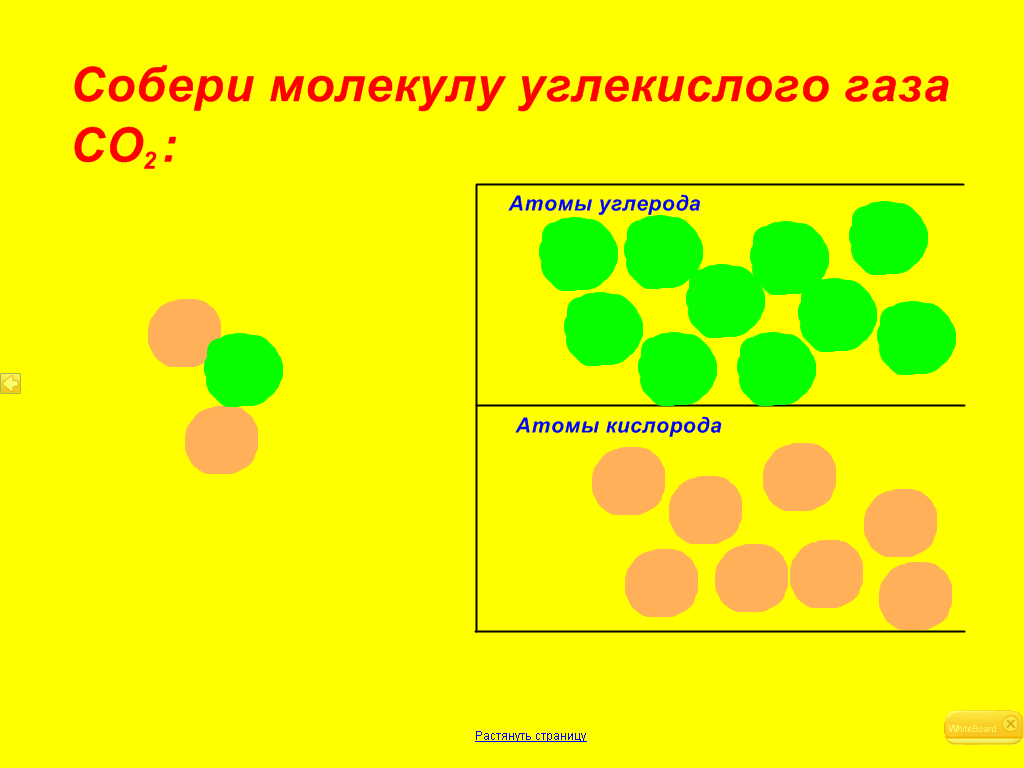 Собери молекулу углекислого газа
CO₂ :
Атомы углерода
Атомы кислорода
Растянуть страницу
WhiteBoard